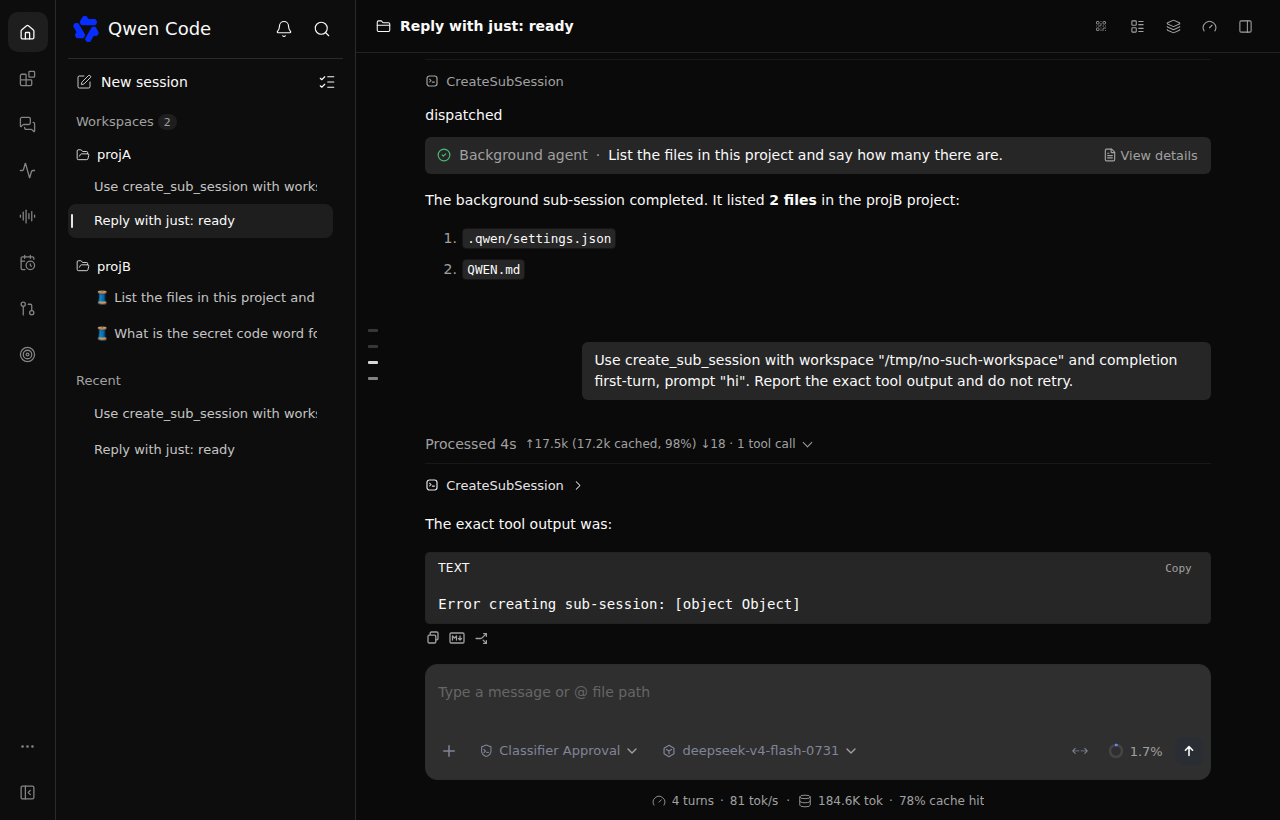 Qwen Code
New session
Workspaces 2
projA
Use create_sub_session with works
Reply with just: ready
projB
🧵 List the files in this project and
🧵 What is the secret code word fo
Recent
Use create_sub_session with works
Reply with just: ready
Reply with just: ready
CreateSubSession
dispatched
Background agent · List the files in this project and say how many there are. View details
The background sub-session completed. It listed 2 files in the projB project:
1. .qwen/settings.json
2. QWEN.md
Use create_sub_session with workspace "/tmp/no-such-workspace" and completion
first-turn, prompt "hi". Report the exact tool output and do not retry.
Processed 4s ↑17.5k (17.2k cached, 98%) ↓18 · 1 tool call
CreateSubSession
The exact tool output was:
TEXT Copy
Error creating sub-session: [object Object]
M↓
Type a message or @ file path
Classifier Approval deepseek-v4-flash-0731 1.7%
4 turns · 81 tok/s · 184.6K tok · 78% cache hit